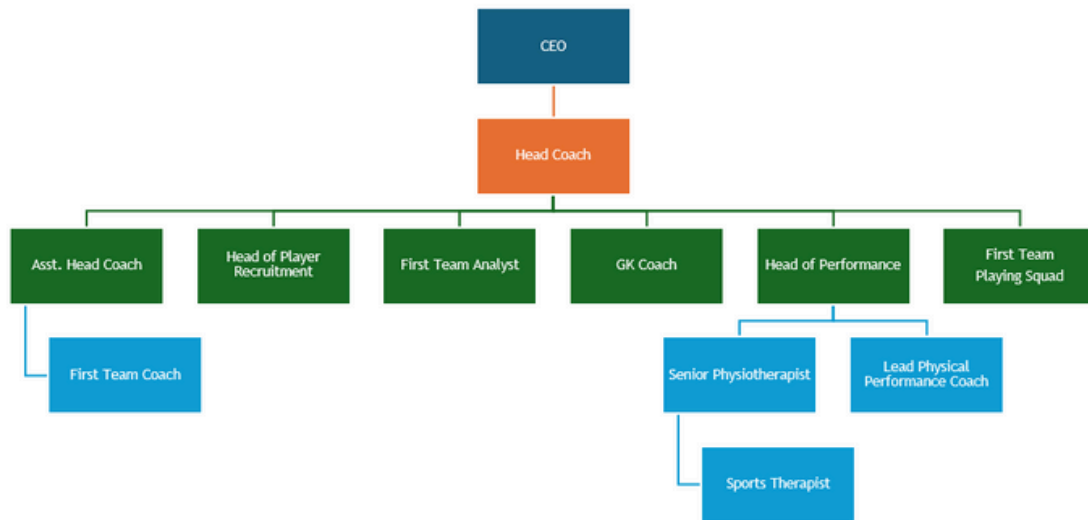 CEO
Head Coach
Asst. Head Coach
Head of Player
Recruitment
First Team Analyst
GK Coach
Head of Performance
First Team
Playing Squad
First Team Coach
Senior Physiotherapist
Lead Physical
Performance Coach
Sports Therapist